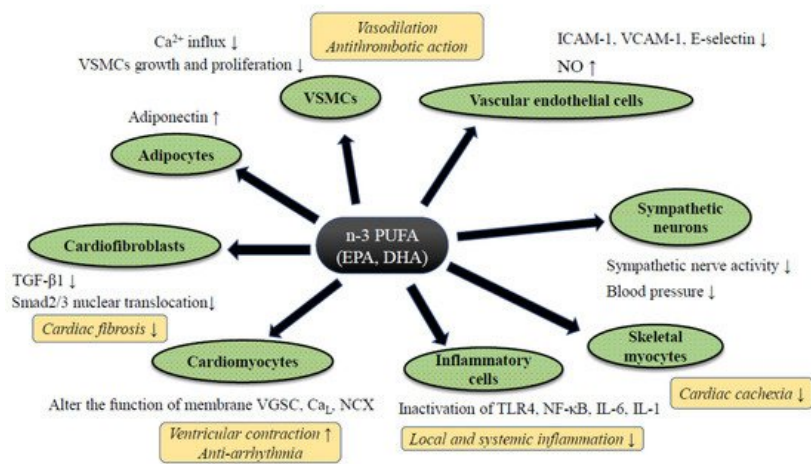 Vasodilation
Antithrombotic action
Ca²⁺ influx ↓
VSMCs growth and proliferation ↓
VSMCs
ICAM-1, VCAM-1, E-selectin ↓
NO ↑
Vascular endothelial cells
Adiponectin ↑
Adipocytes
Sympathetic
neurons
Sympathetic nerve activity ↓
Blood pressure ↓
n-3 PUFA
(EPA, DHA)
Cardiofibroblasts
TGF-β1 ↓
Smad2/3 nuclear translocation↓
Cardiac fibrosis ↓
Cardiomyocytes
Alter the function of membrane VGSC, Ca_L, NCX
Ventricular contraction ↑
Anti-arrhythmia
Inflammatory
cells
Inactivation of TLR4, NF-κB, IL-6, IL-1
Local and systemic inflammation ↓
Skeletal
myocytes
Cardiac cachexia ↓